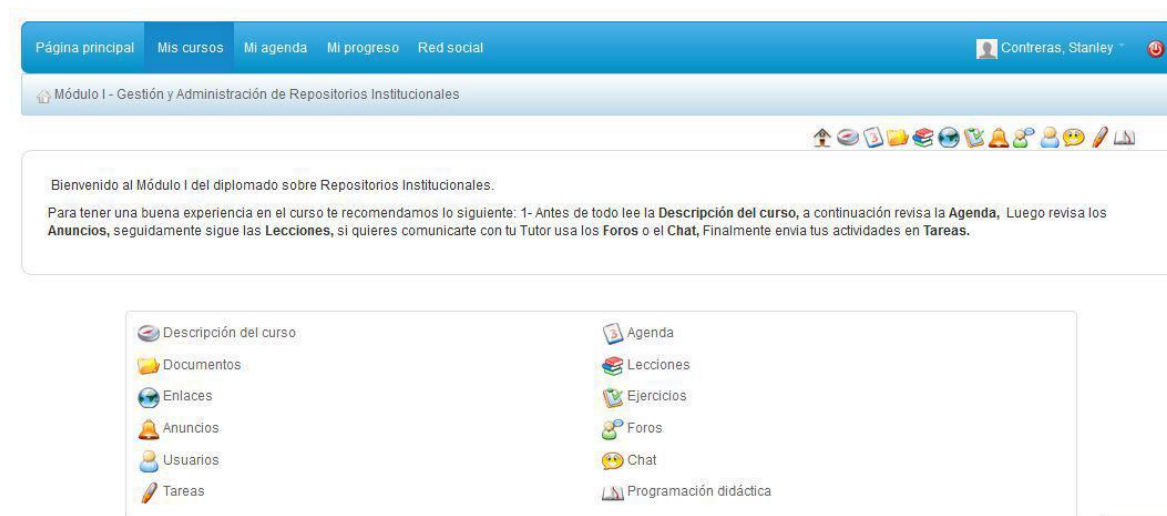 Página principal Mis cursos Mi agenda Mi progreso Red social Contreras, Stanley
Módulo I - Gestión y Administración de Repositorios Institucionales
Bienvenido al Módulo I del diplomado sobre Repositorios Institucionales.
Para tener una buena experiencia en el curso te recomendamos lo siguiente: 1- Antes de todo lee la Descripción del curso, a continuación revisa la Agenda, Luego revisa los
Anuncios, seguidamente sigue las Lecciones, si quieres comunicarte con tu Tutor usa los Foros o el Chat, Finalmente envia tus actividades en Tareas.
Descripción del curso Agenda
Documentos Lecciones
Enlaces Ejercicios
Anuncios Foros
Usuarios Chat
Tareas Programación didáctica